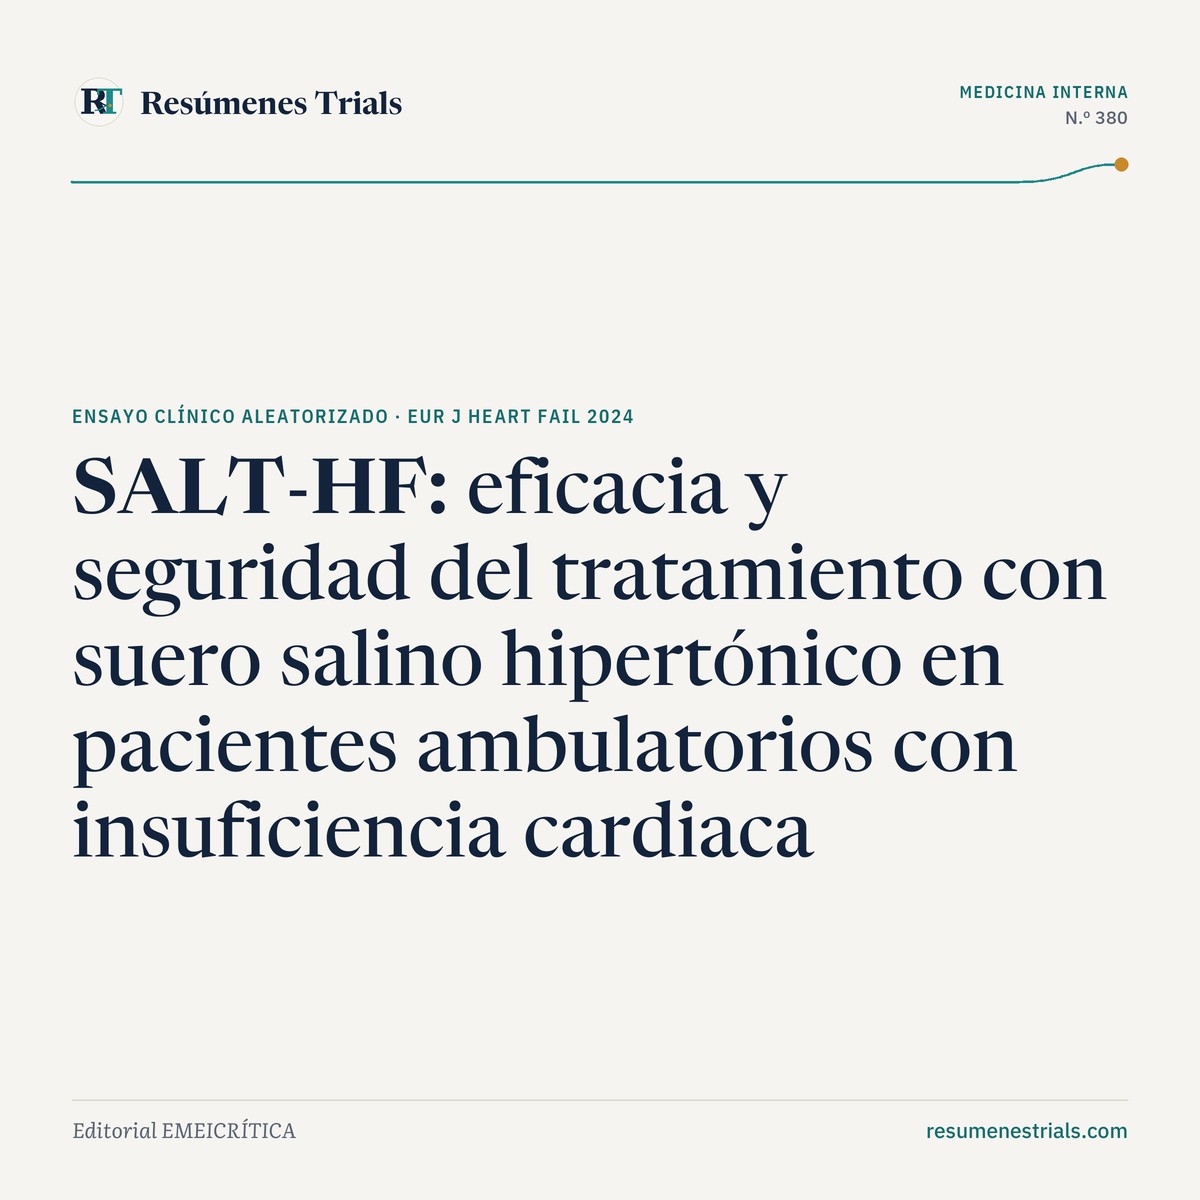 RT Resúmenes Trials
MEDICINA INTERNA
N.º 380
ENSAYO CLÍNICO ALEATORIZADO · EUR J HEART FAIL 2024
SALT-HF: eficacia y
seguridad del tratamiento con
suero salino hipertónico en
pacientes ambulatorios con
insuficiencia cardiaca
Editorial EMEICRÍTICA
resumenestrials.com